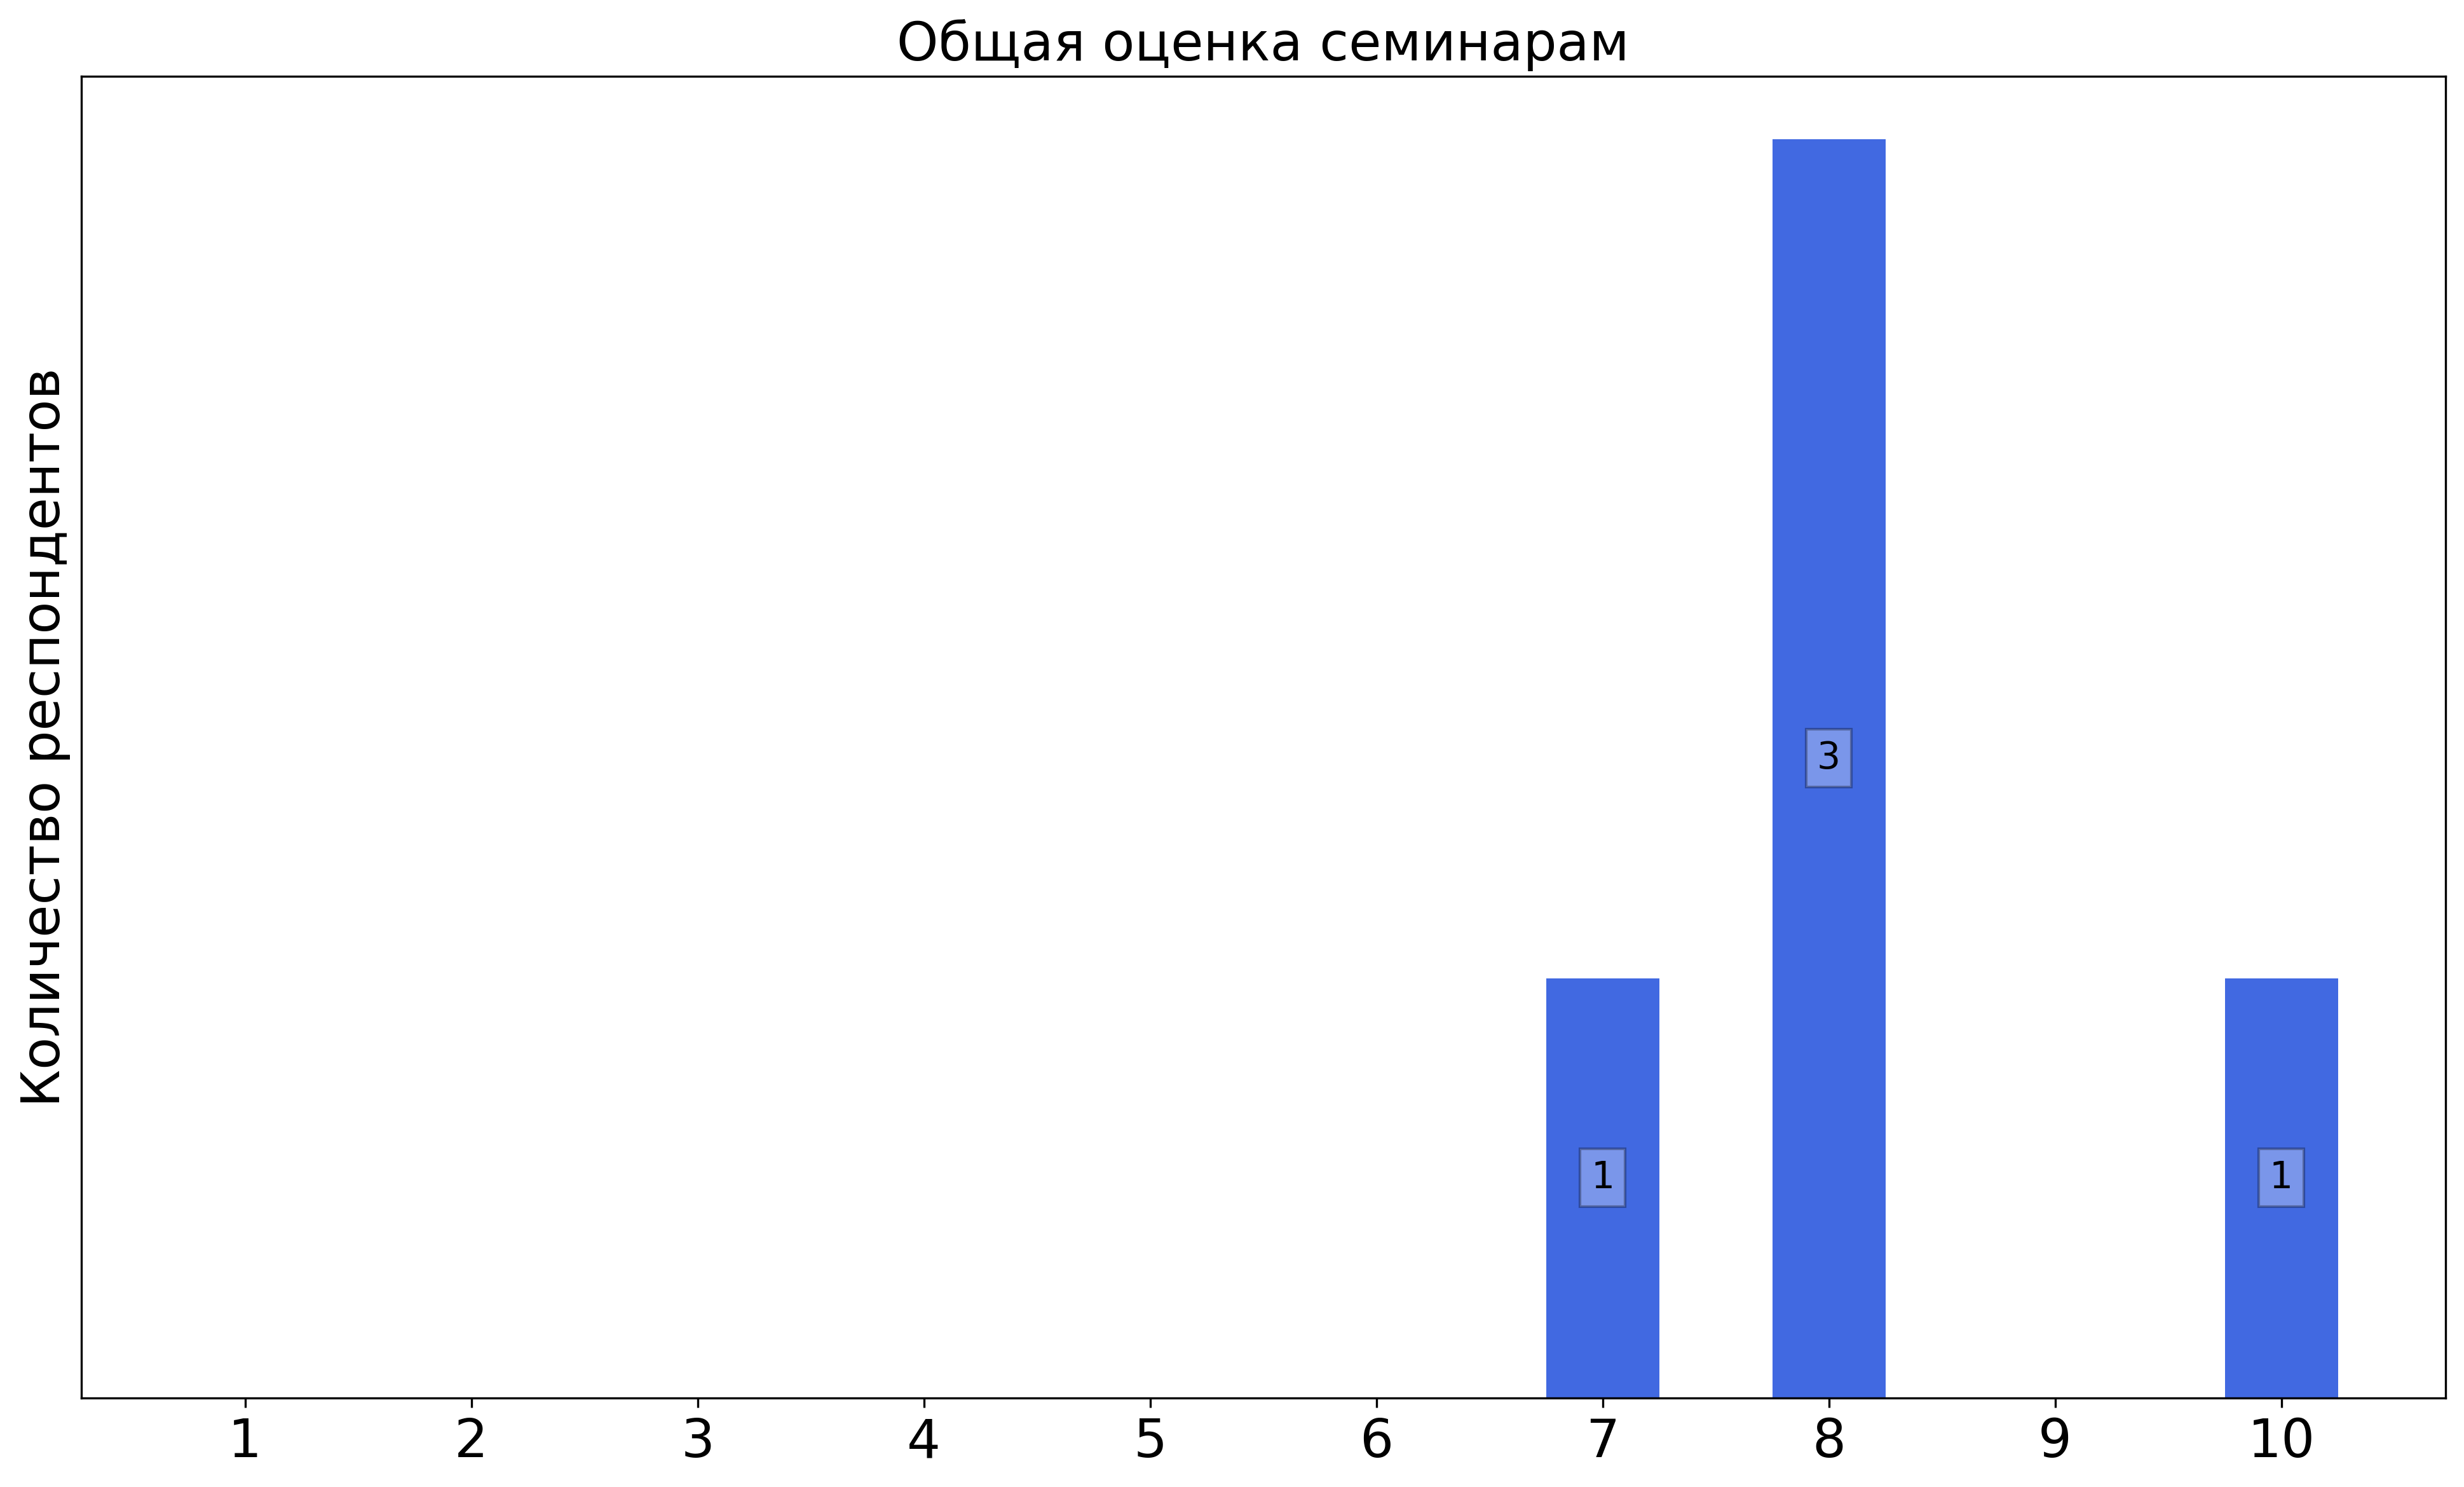 Общая оценка семинарам
Количество респондентов
3
1
1
1 2 3 4 5 6 7 8 9 10